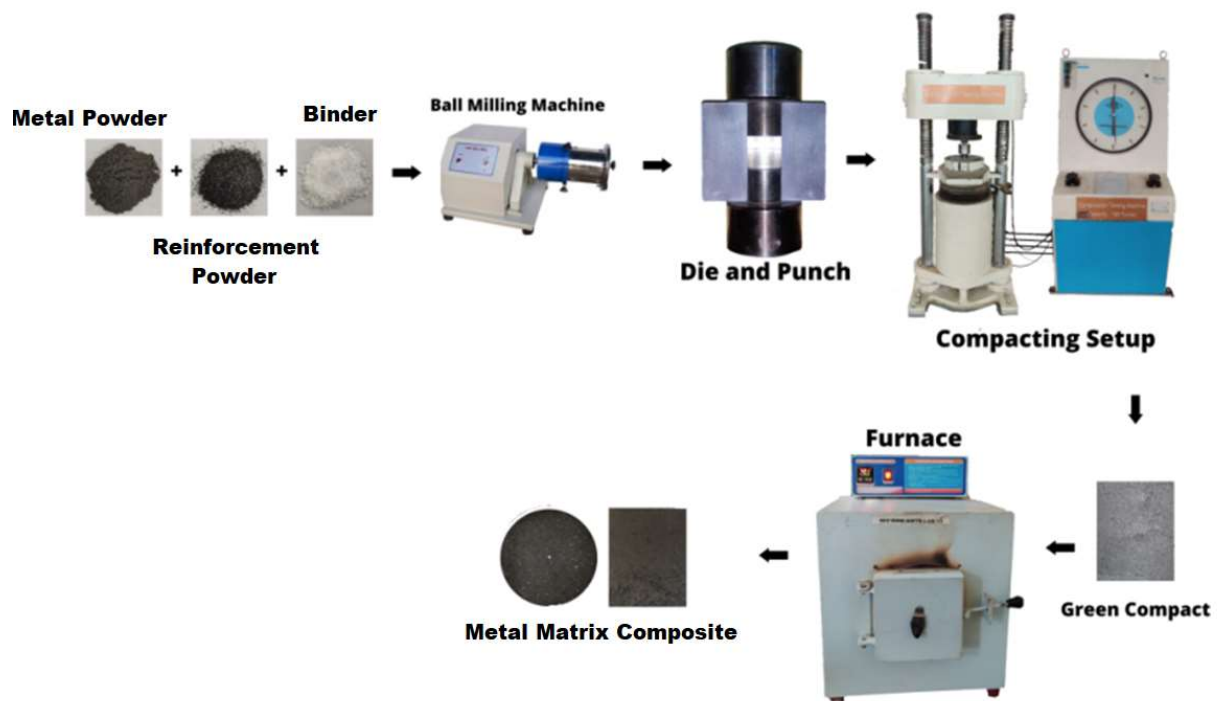 Metal Powder
+
+
Binder
Reinforcement
Powder
Ball Milling Machine
Die and Punch
Compacting Setup
Furnace
Green Compact
Metal Matrix Composite